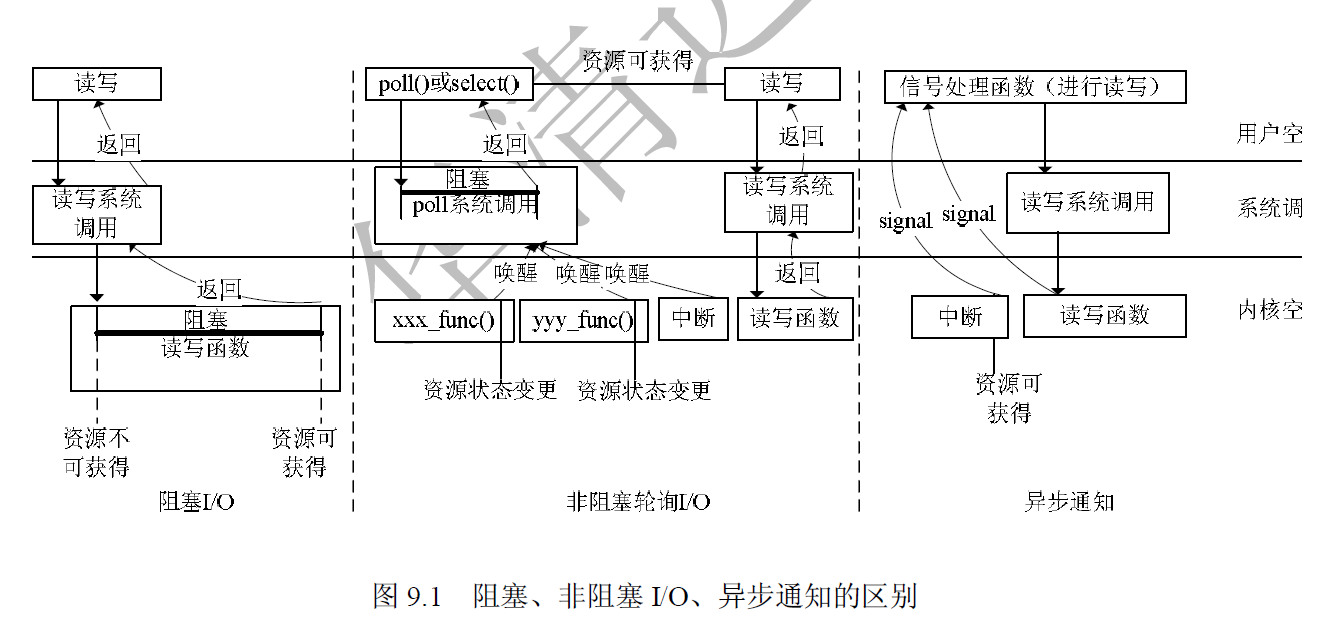 读写
返回
读写系统
调用
返回
阻塞
读写函数
资源不
可获得
资源可
获得
阻塞I/O
poll()或select()
资源可获得
读写
返回
返回
阻塞
poll系统调用
读写系统
调用
唤醒
唤醒
唤醒
返回
xxx_func()
yyy_func()
中断
读写函数
资源状态变更
资源状态变更
非阻塞轮询I/O
信号处理函数（进行读写）
signal
signal
读写系统调用
中断
读写函数
资源可
获得
异步通知
用户空
系统调
内核空
华清远
图 9.1 阻塞、非阻塞 I/O、异步通知的区别